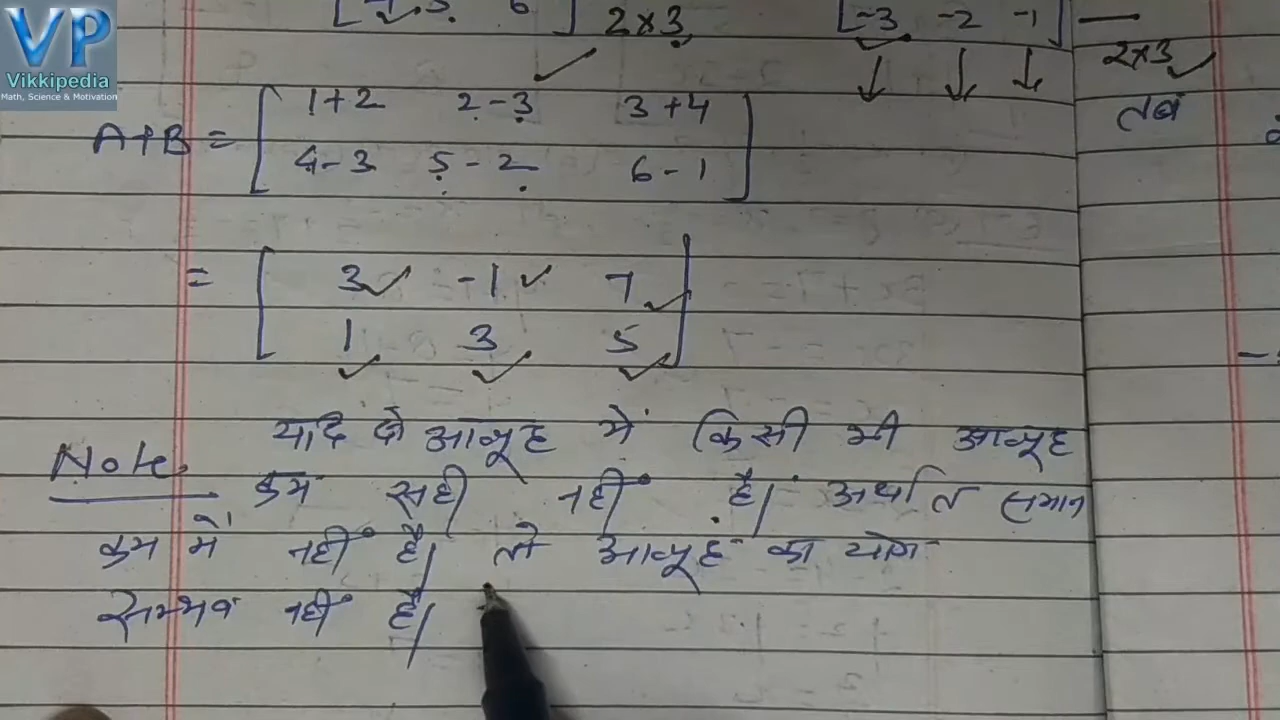 VP
Vikkipedia
Math, Science & Motivation
6 ] 2×3
[ -3 -2 -1 ]
2×3
तब
A+B = [ 1+2 2-3 3+4
4-3 5-2 6-1 ]
= [ 3 -1 7
1 3 5 ]
यदि दो आव्यूह में किसी भी आव्यूह
Note क्रम सही नहीं है। अर्थात समान
क्रम में नहीं है। तो आव्यूह का योग
सम्भव नहीं है।